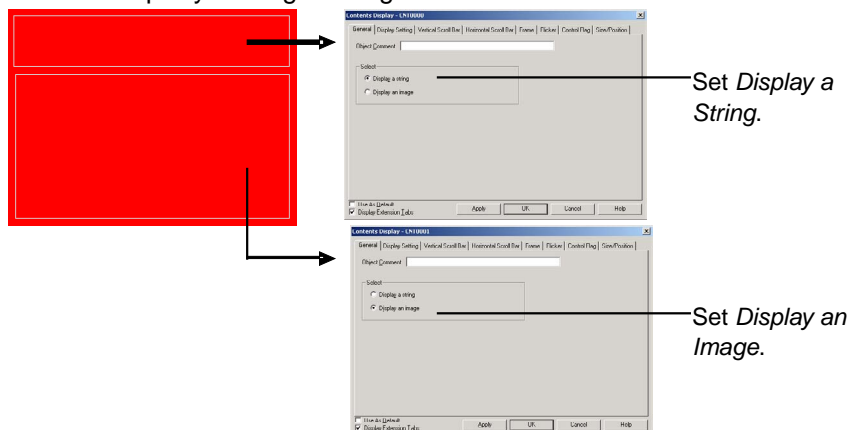 Contents Display - CNT0000
General Display Setting Vertical Scroll Bar Horizontal Scroll Bar Frame Flicker Control Flag Size/Position
Object Comment
Select
Display a string
Display an image
Set Display a
String.
Use As Default
Display Extension Tabs
Apply OK Cancel Help
Contents Display - CNT0001
General Display Setting Vertical Scroll Bar Horizontal Scroll Bar Frame Flicker Control Flag Size/Position
Object Comment
Select
Display a string
Display an image
Set Display an
Image.
Use As Default
Display Extension Tabs
Apply OK Cancel Help